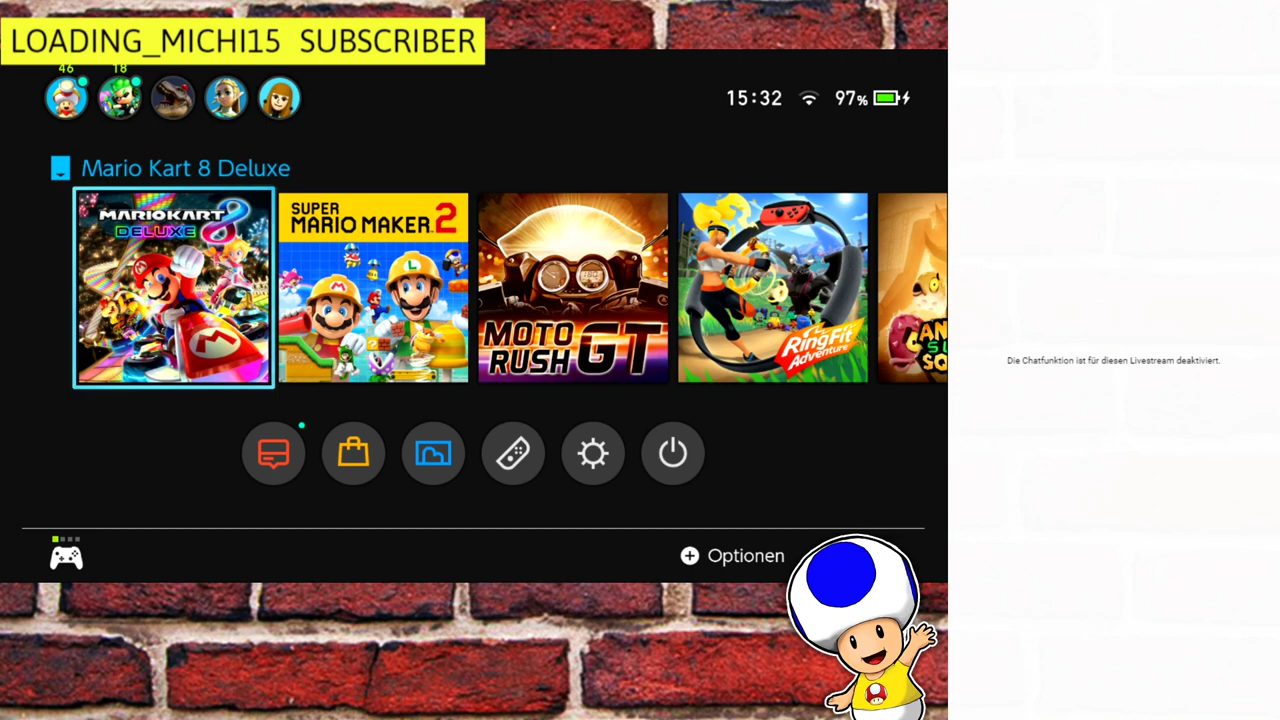 LOADING_MICHI15 SUBSCRIBER
46 18
15:32 97%
Mario Kart 8 Deluxe
MARIOKART 8
DELUXE
SUPER
MARIO MAKER 2
MOTO
RUSH GT
RingFit
Adventure
Die Chatfunktion ist für diesen Livestream deaktiviert.
Optionen